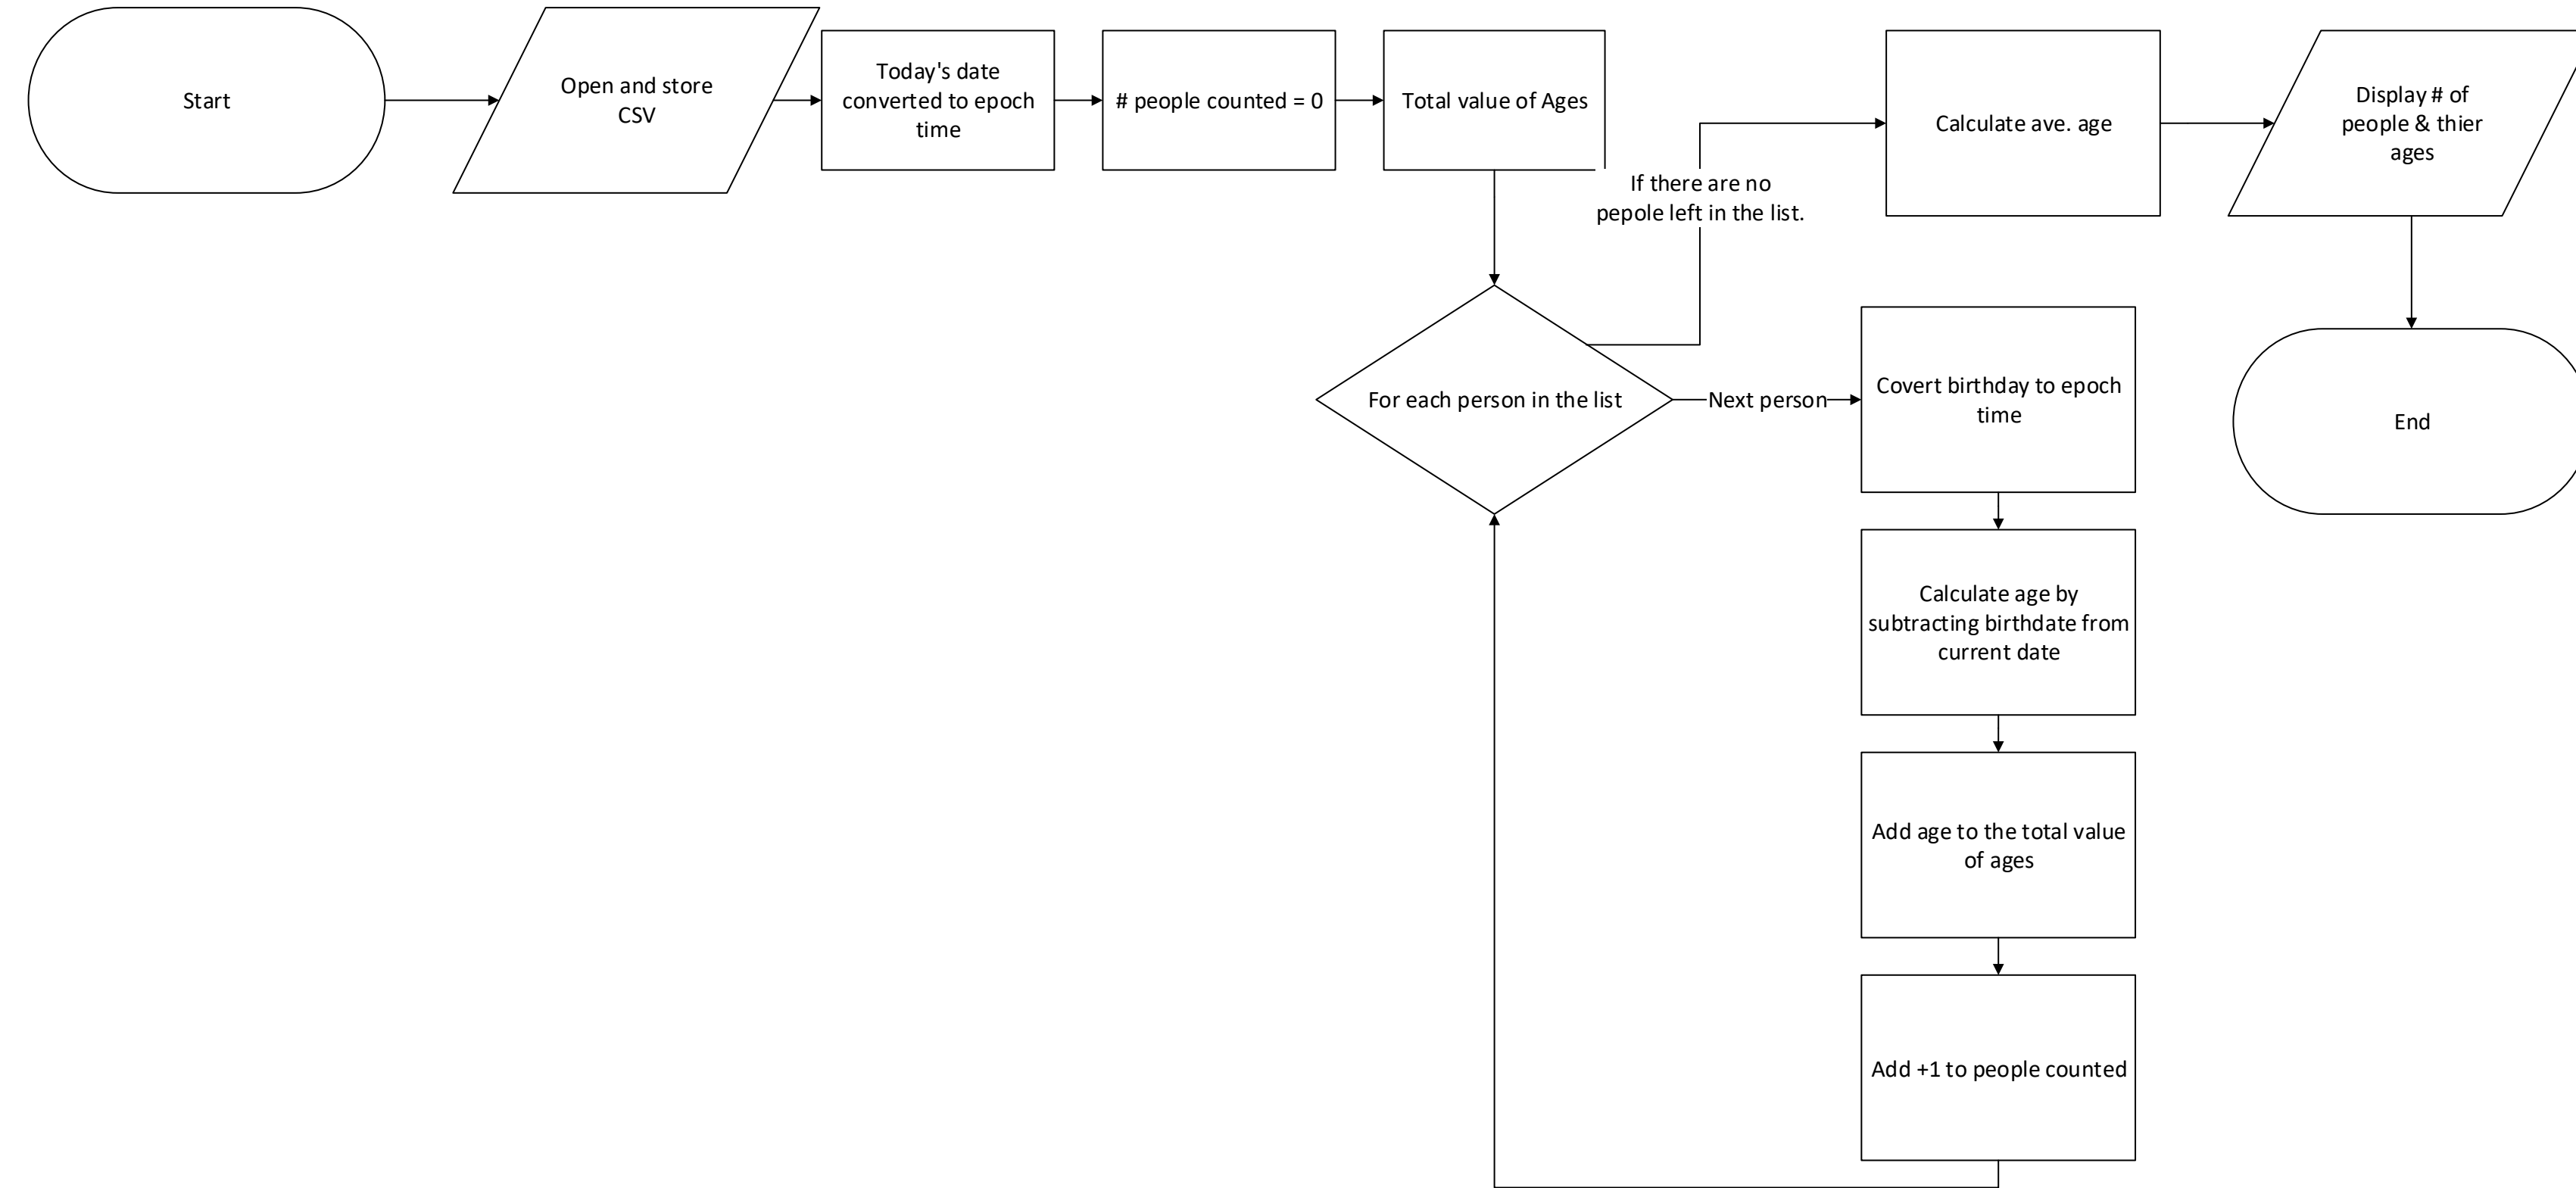 Start
Open and store
CSV
Today's date
converted to epoch
time
# people counted = 0
Total value of Ages
If there are no
pepole left in the list.
Calculate ave. age
Display # of
people & thier
ages
For each person in the list
Next person
Covert birthday to epoch
time
End
Calculate age by
subtracting birthdate from
current date
Add age to the total value
of ages
Add +1 to people counted